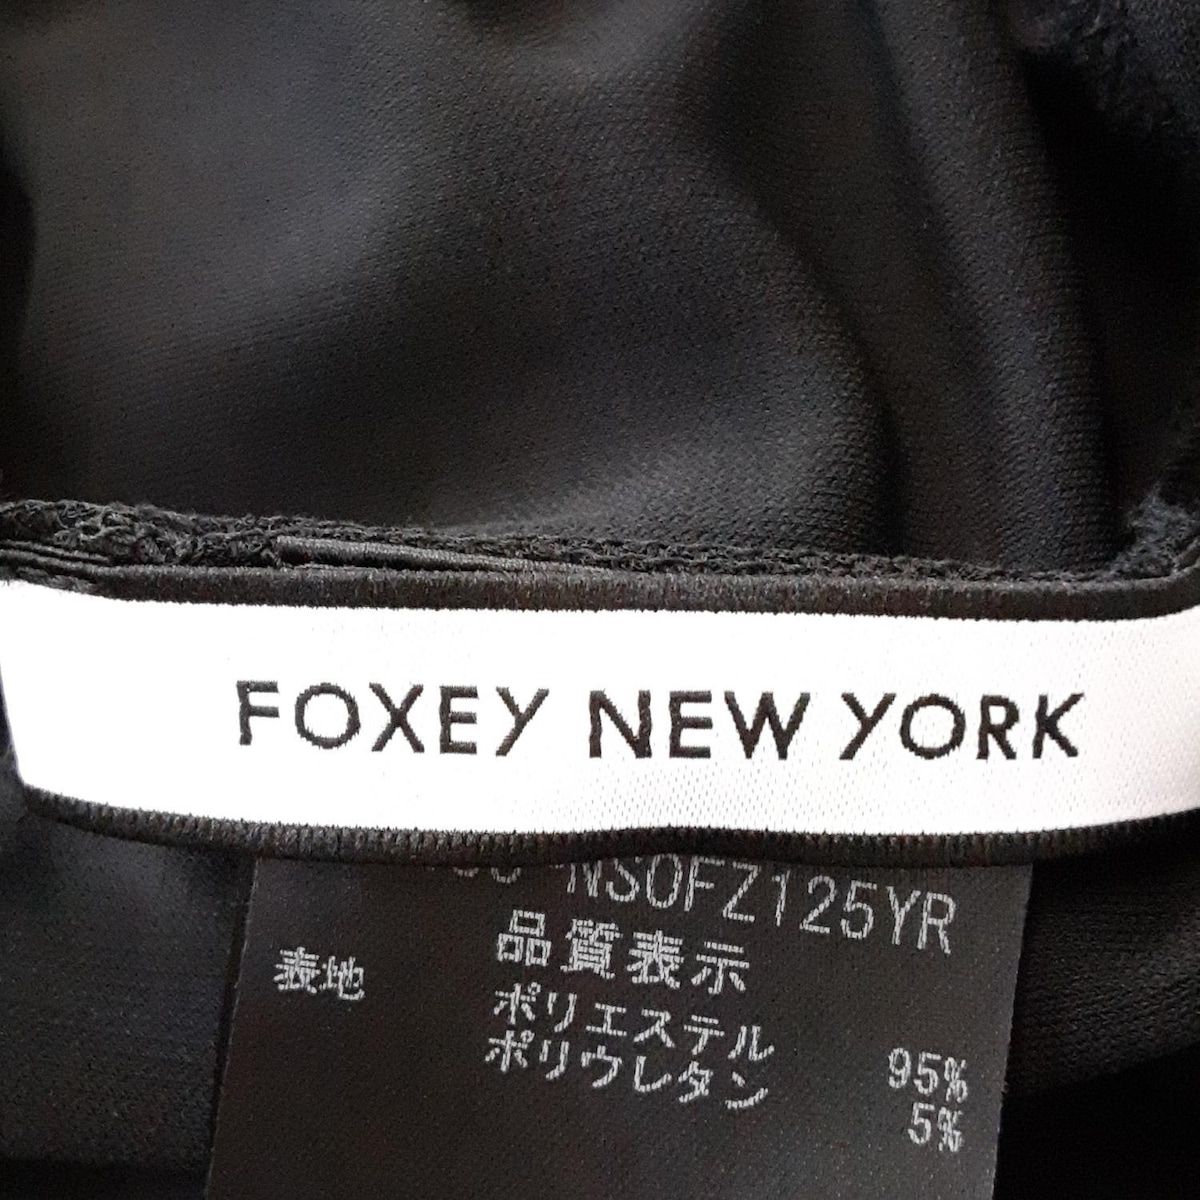 FOXEY NEW YORK
NSOFZ125YR
品質表示
表地
ポリエステル 95%
ポリウレタン 5%